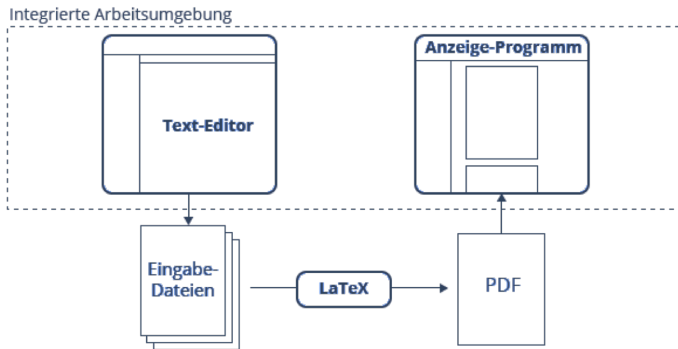 Integrierte Arbeitsumgebung
Anzeige-Programm
Text-Editor
Eingabe-
Dateien
LaTeX
PDF